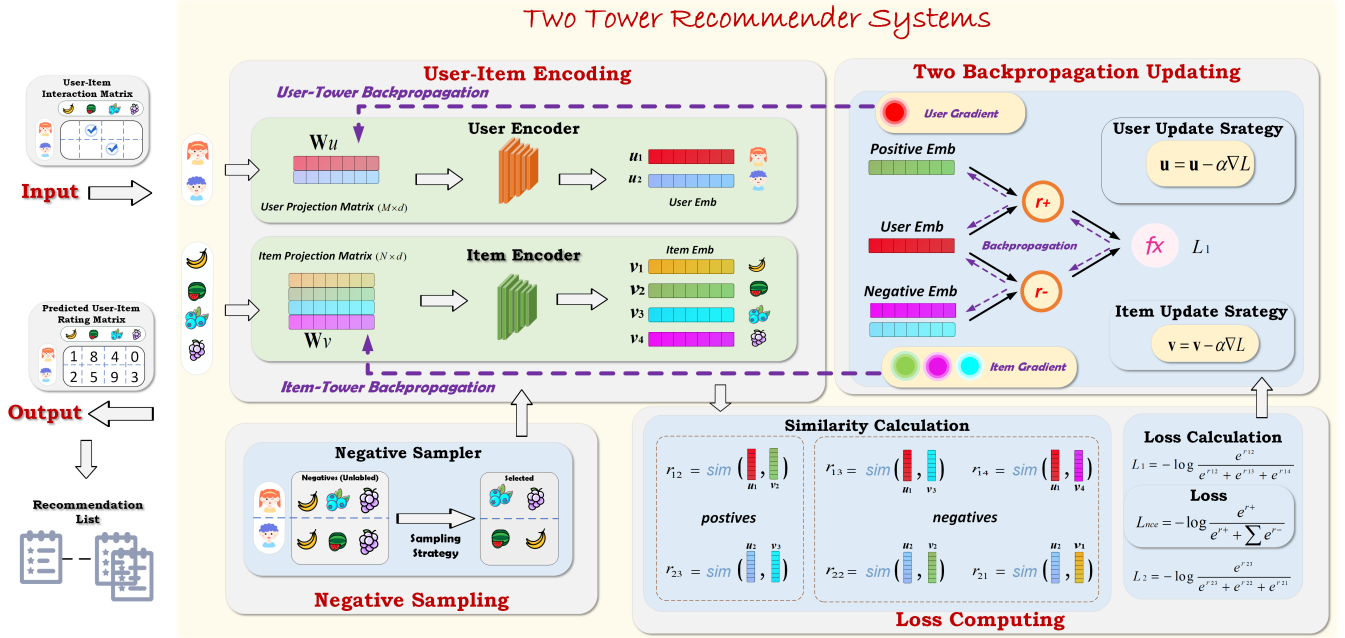 Two Tower Recommender Systems
User-Item
Interaction Matrix
Input
Predicted User-Item
Rating Matrix
1 8 4 0
2 5 9 3
Output
Recommendation
List
User-Item Encoding
User-Tower Backpropagation
User Encoder
Wu
User Projection Matrix (M×d)
u1
u2
User Emb
Item Projection Matrix (N×d)
Item Encoder
Item Emb
Wv
v1
v2
v3
v4
Item-Tower Backpropagation
Two Backpropagation Updating
User Gradient
Positive Emb
User Emb
Negative Emb
r+
r-
Backpropagation
fx
L1
User Update Srategy
u = u − α∇L
Item Update Srategy
v = v − α∇L
Item Gradient
Negative Sampler
Negatives (Unlabled)
Selected
Sampling
Strategy
Negative Sampling
Similarity Calculation
r12 = sim ( , )
u1 v2
r13 = sim ( , )
u1 v3
r14 = sim ( , )
u1 v4
postives
negatives
u2 v3
r23 = sim ( , )
u2 v2
r22 = sim ( , )
u2 v1
r21 = sim ( , )
Loss Computing
Loss Calculation
L1 = − log e^r12 / (e^r12 + e^r13 + e^r14)
Loss
Lnce = − log e^r+ / (e^r+ + ∑ e^r−)
L2 = − log e^r23 / (e^r23 + e^r22 + e^r21)